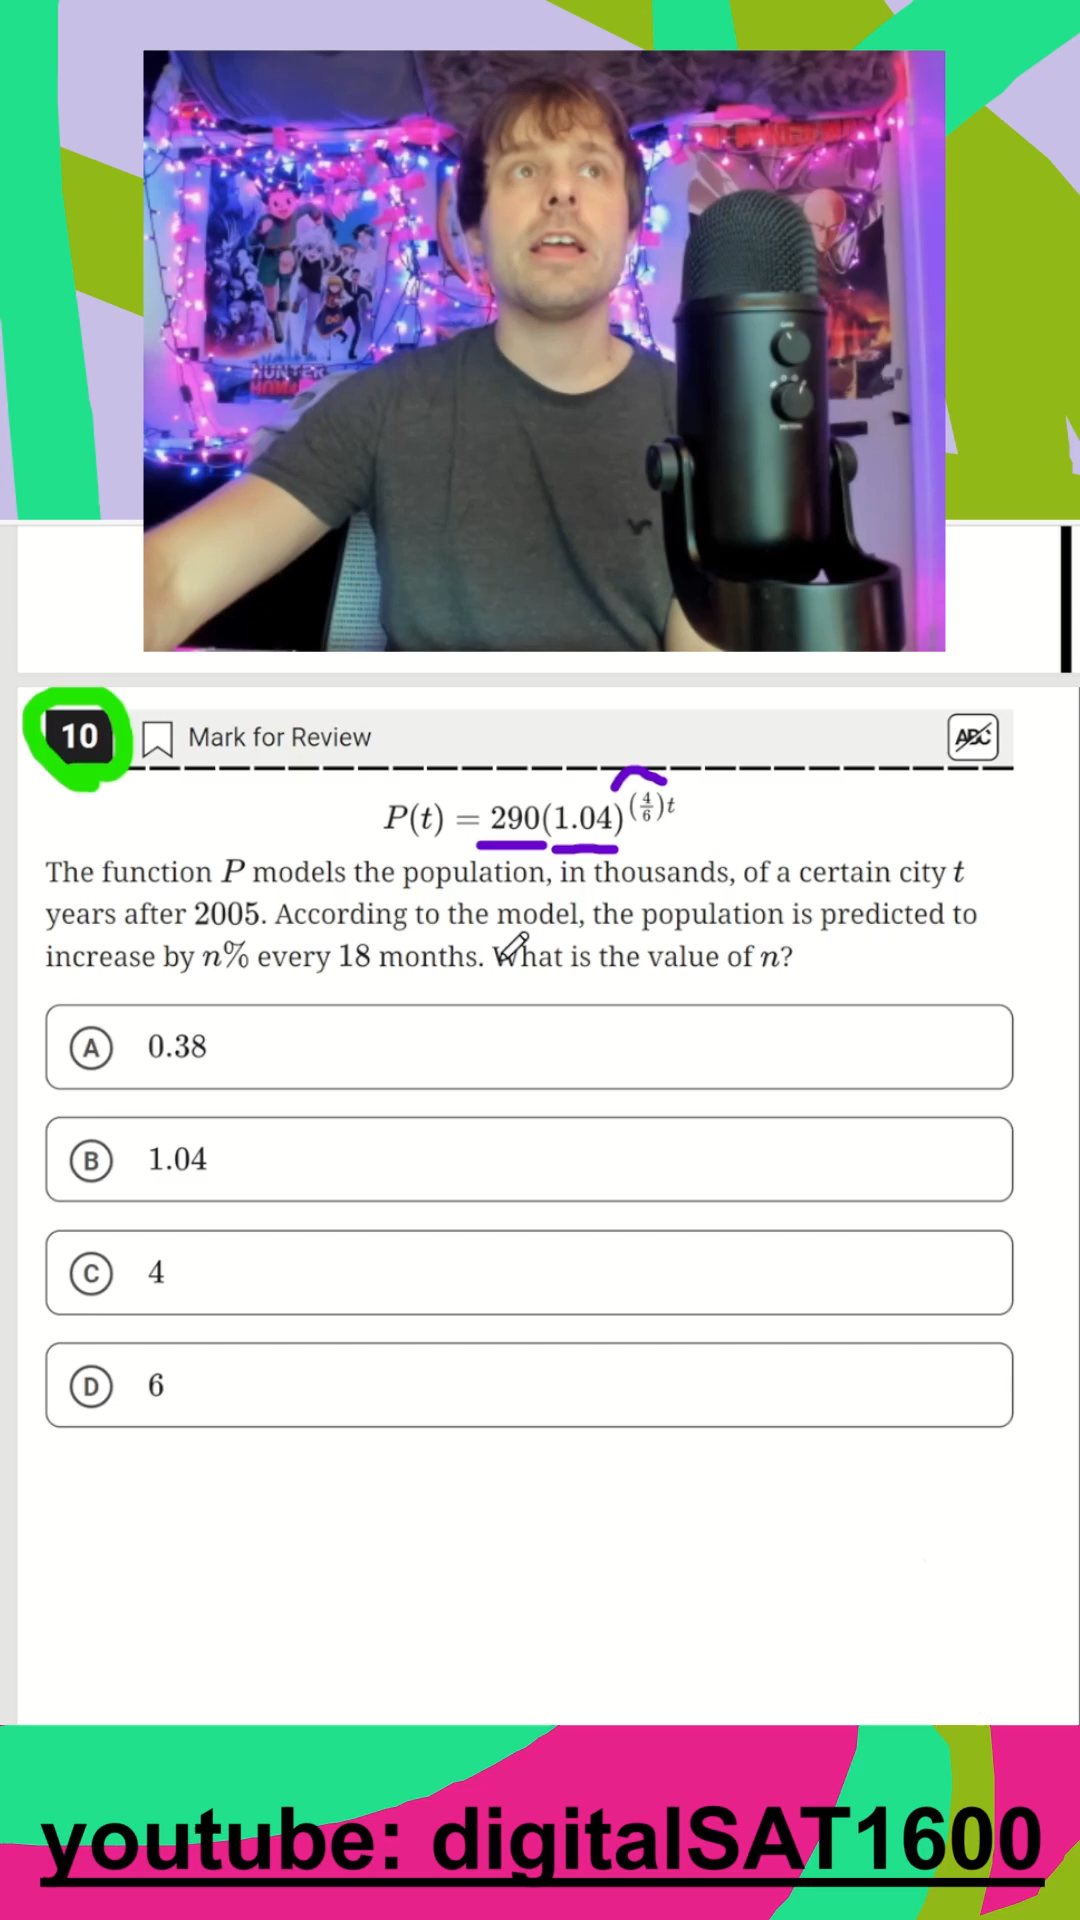 HUNTER
10
Mark for Review
ABC
P(t) = 290(1.04)^{(4/6)t}
The function P models the population, in thousands, of a certain city t
years after 2005. According to the model, the population is predicted to
increase by n% every 18 months. What is the value of n?
A 0.38
B 1.04
C 4
D 6
youtube: digitalSAT1600